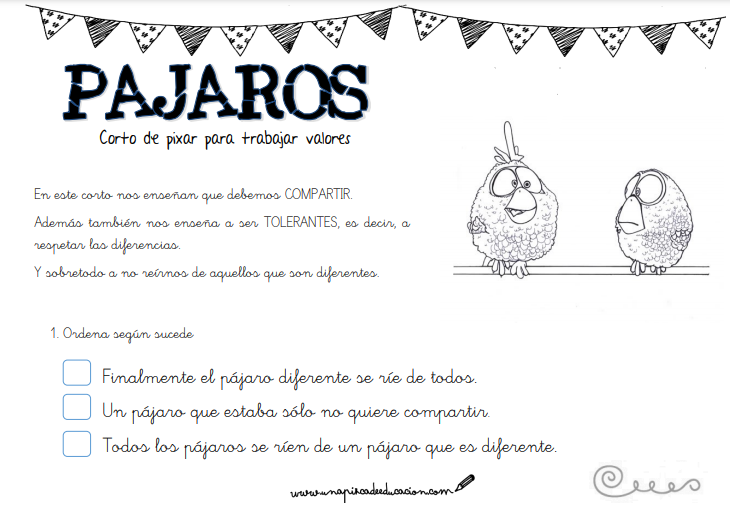 PAJAROS
Corto de pixar para trabajar valores
En este corto nos enseñan que debemos COMPARTIR.
Además también nos enseña a ser TOLERANTES, es decir, a
respetar las diferencias.
Y sobretodo a no reírnos de aquellos que son diferentes.
1. Ordena según sucede
Finalmente el pájaro diferente se ríe de todos.
Un pájaro que estaba sólo no quiere compartir.
Todos los pájaros se ríen de un pájaro que es diferente.
www.unapizcadeeducacion.com